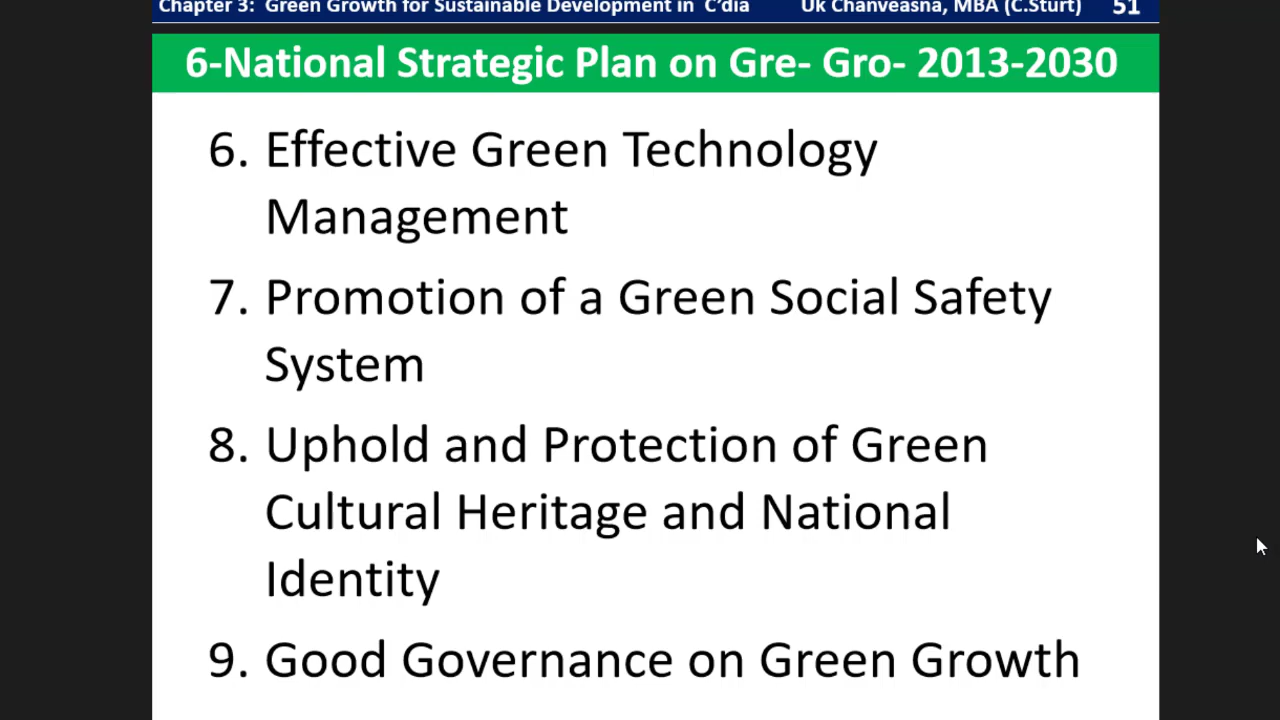 Chapter 3: Green Growth for Sustainable Development in C'dia Uk Chanveasna, MBA (C.Sturt) 51
6-National Strategic Plan on Gre- Gro- 2013-2030
6. Effective Green Technology
Management
7. Promotion of a Green Social Safety
System
8. Uphold and Protection of Green
Cultural Heritage and National
Identity
9. Good Governance on Green Growth